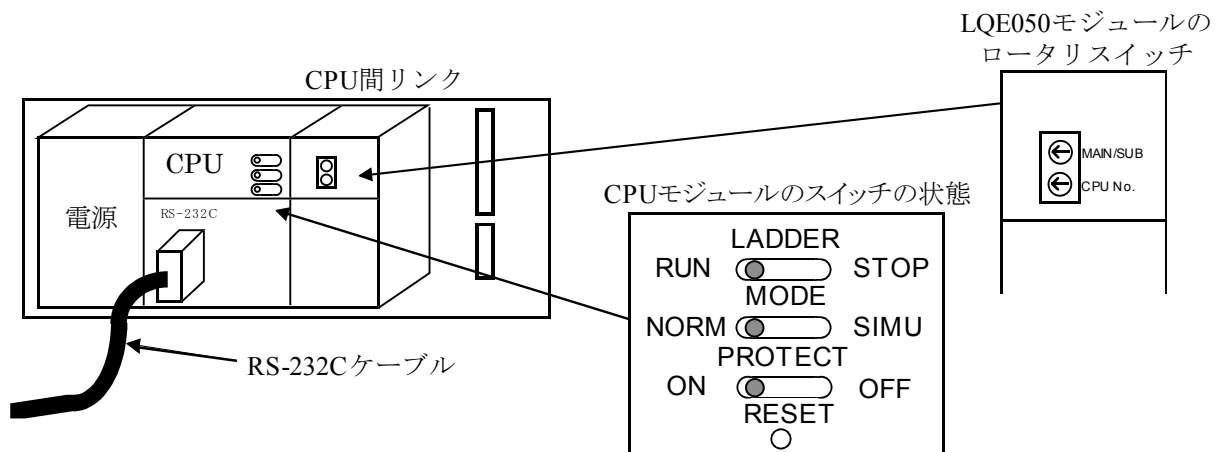 LQE050モジュールの
ロータリスイッチ
CPU間リンク
MAIN/SUB
CPU No.
CPU
電源
RS-232C
CPUモジュールのスイッチの状態
LADDER
RUN STOP
MODE
NORM SIMU
PROTECT
ON OFF
RESET
RS-232Cケーブル